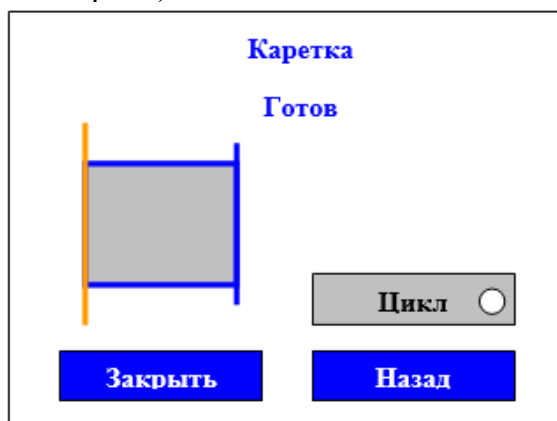 Каретка
Готов
Цикл
Закрыть
Назад